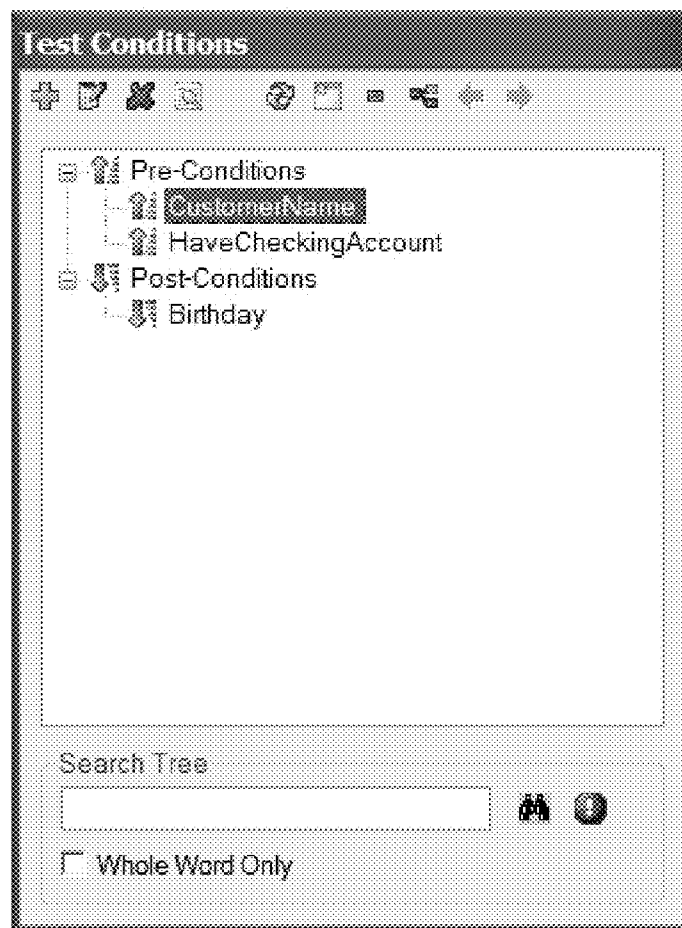 Test Conditions
Pre-Conditions
CustomerName
HaveCheckingAccount
Post-Conditions
Birthday
Search Tree
Whole Word Only